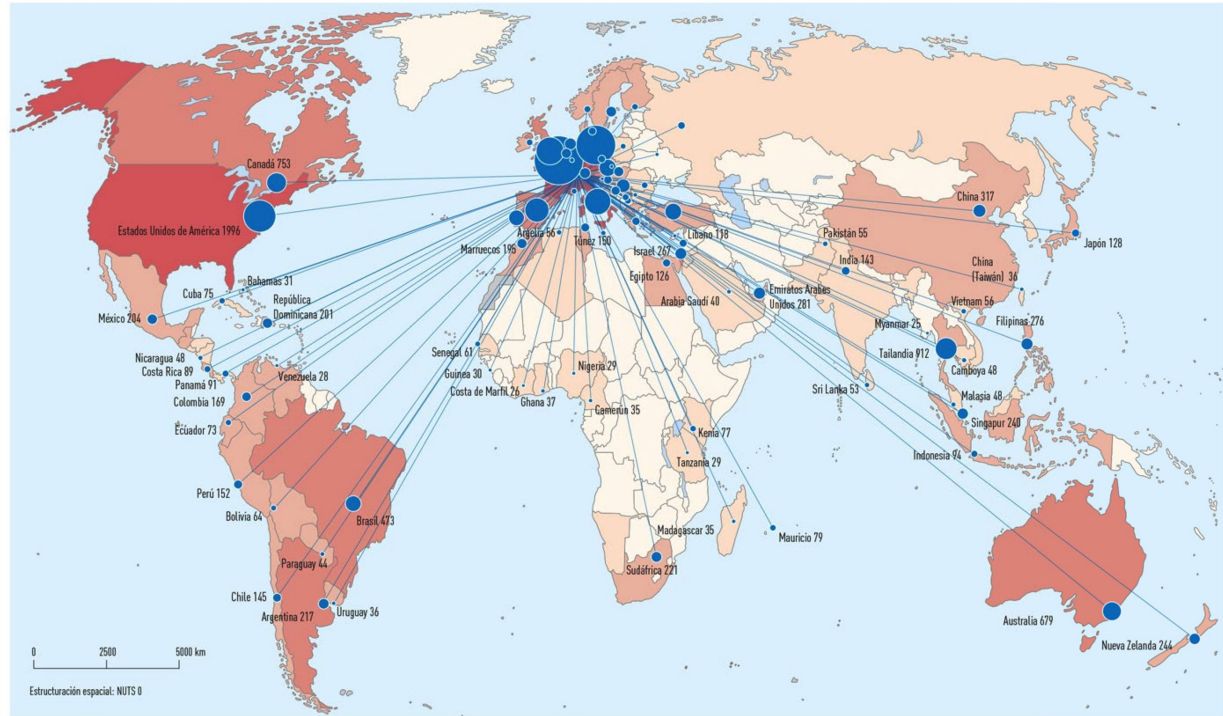 Canadá 753
Estados Unidos de América 1996
Bahamas 31
Cuba 75
República
Dominicana 201
México 204
Nicaragua 48
Costa Rica 89
Panamá 91
Venezuela 28
Colombia 169
Ecuador 73
Perú 152
Bolivia 64
Brasil 473
Paraguay 44
Chile 145
Argentina 217
Uruguay 36
Argelia 56
Marruecos 195
Túnez 150
Líbano 118
Israel 267
Egipto 126
Arabia Saudí 40
Emiratos Árabes
Unidos 281
Pakistán 55
India 143
China 317
Japón 128
China
(Taiwán) 36
Vietnam 56
Filipinas 276
Myanmar 25
Tailandia 912
Camboya 48
Sri Lanka 53
Malasia 48
Singapur 240
Indonesia 94
Senegal 61
Guinea 30
Costa de Marfil 26
Ghana 37
Nigeria 29
Camerún 35
Kenia 77
Tanzania 29
Madagascar 35
Mauricio 79
Sudáfrica 221
Australia 679
Nueva Zelanda 244
0 2500 5000 km
Estructuración espacial: NUTS 0